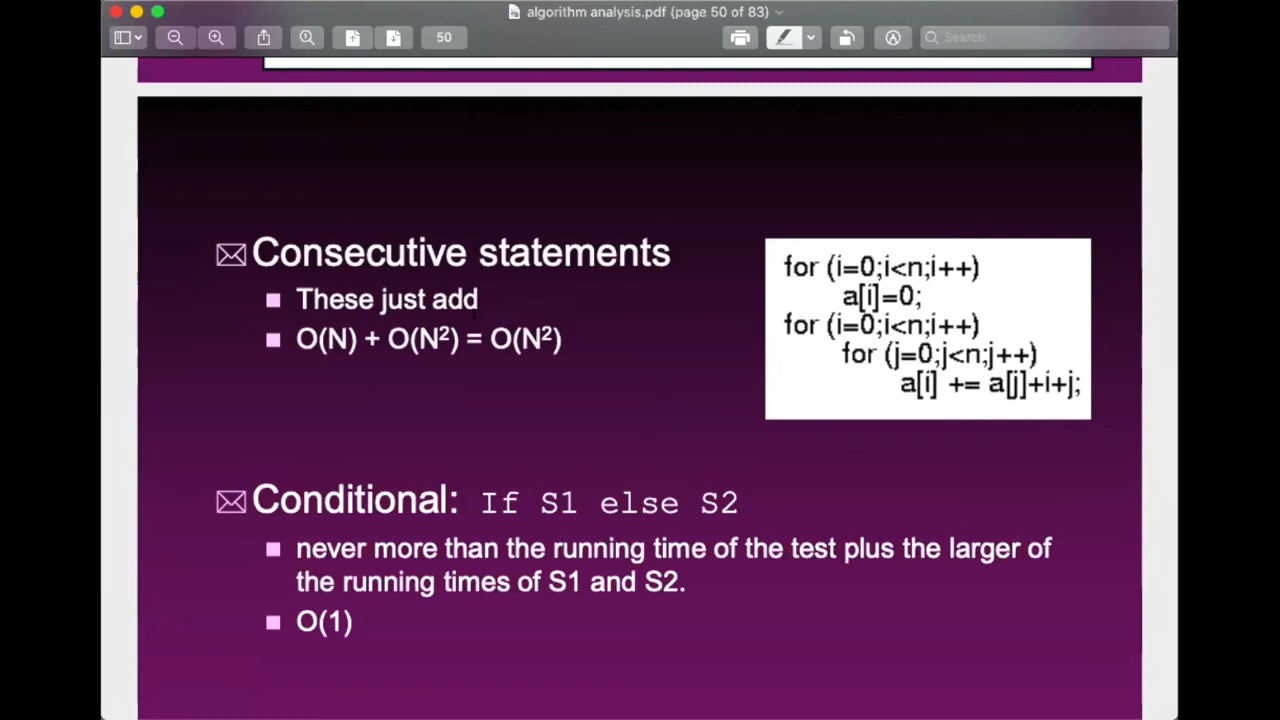 algorithm analysis.pdf (page 50 of 83)
50
Search
Consecutive statements
These just add
O(N) + O(N²) = O(N²)
for (i=0;i<n;i++)
a[i]=0;
for (i=0;i<n;i++)
for (j=0;j<n;j++)
a[i] += a[j]+i+j;
Conditional: If S1 else S2
never more than the running time of the test plus the larger of
the running times of S1 and S2.
O(1)